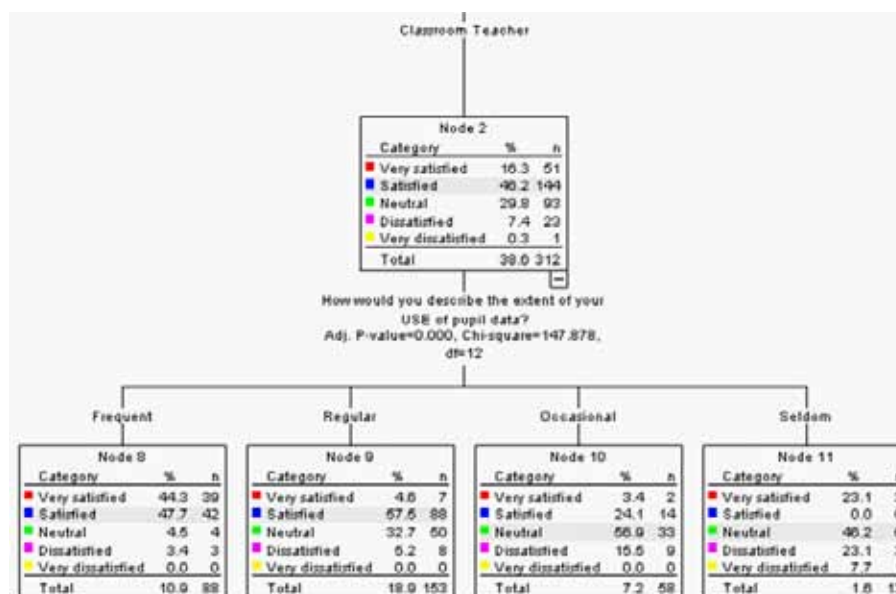 Classroom Teacher
Node 2
Category % n
Very satisfied 16.3 51
Satisfied 46.2 144
Neutral 29.8 93
Dissatisfied 7.4 23
Very dissatisfied 0.3 1
Total 38.6 312
How would you describe the extent of your
USE of pupil data?
Adj. P-value=0.000, Chi-square=147.878,
df=12
Frequent
Node 8
Category % n
Very satisfied 44.3 39
Satisfied 47.7 42
Neutral 4.5 4
Dissatisfied 3.4 3
Very dissatisfied 0.0 0
Total 10.9 88
Regular
Node 9
Category % n
Very satisfied 4.6 7
Satisfied 57.5 88
Neutral 32.7 50
Dissatisfied 5.2 8
Very dissatisfied 0.0 0
Total 18.9 153
Occasional
Node 10
Category % n
Very satisfied 3.4 2
Satisfied 24.1 14
Neutral 56.9 33
Dissatisfied 15.5 9
Very dissatisfied 0.0 0
Total 7.2 58
Seldom
Node 11
Category %
Very satisfied 23.1
Satisfied 0.0
Neutral 46.2
Dissatisfied 23.1
Very dissatisfied 7.7
Total 1.6